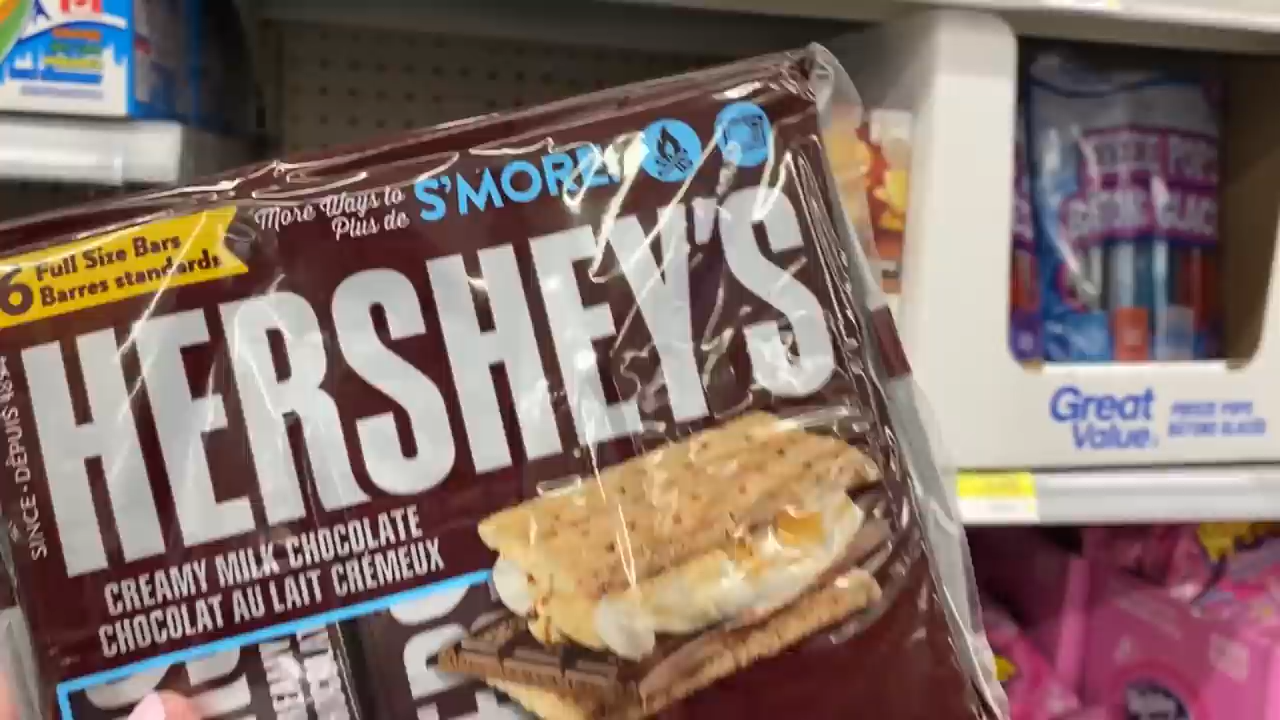 More Ways to
Plus de
S'MORE!
6 Full Size Bars
Barres standards
HERSHEY'S
SINCE · DEPUIS 1894
CREAMY MILK CHOCOLATE
CHOCOLAT AU LAIT CRÉMEUX
Great
Value
FREEZE POPS
BÂTONS GLACÉS